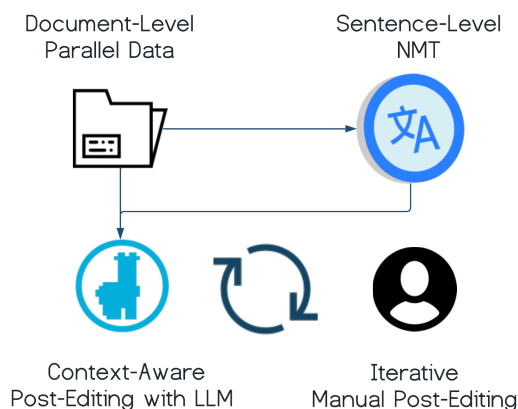 Document-Level
Parallel Data
Sentence-Level
NMT
文A
Context-Aware
Post-Editing with LLM
Iterative
Manual Post-Editing